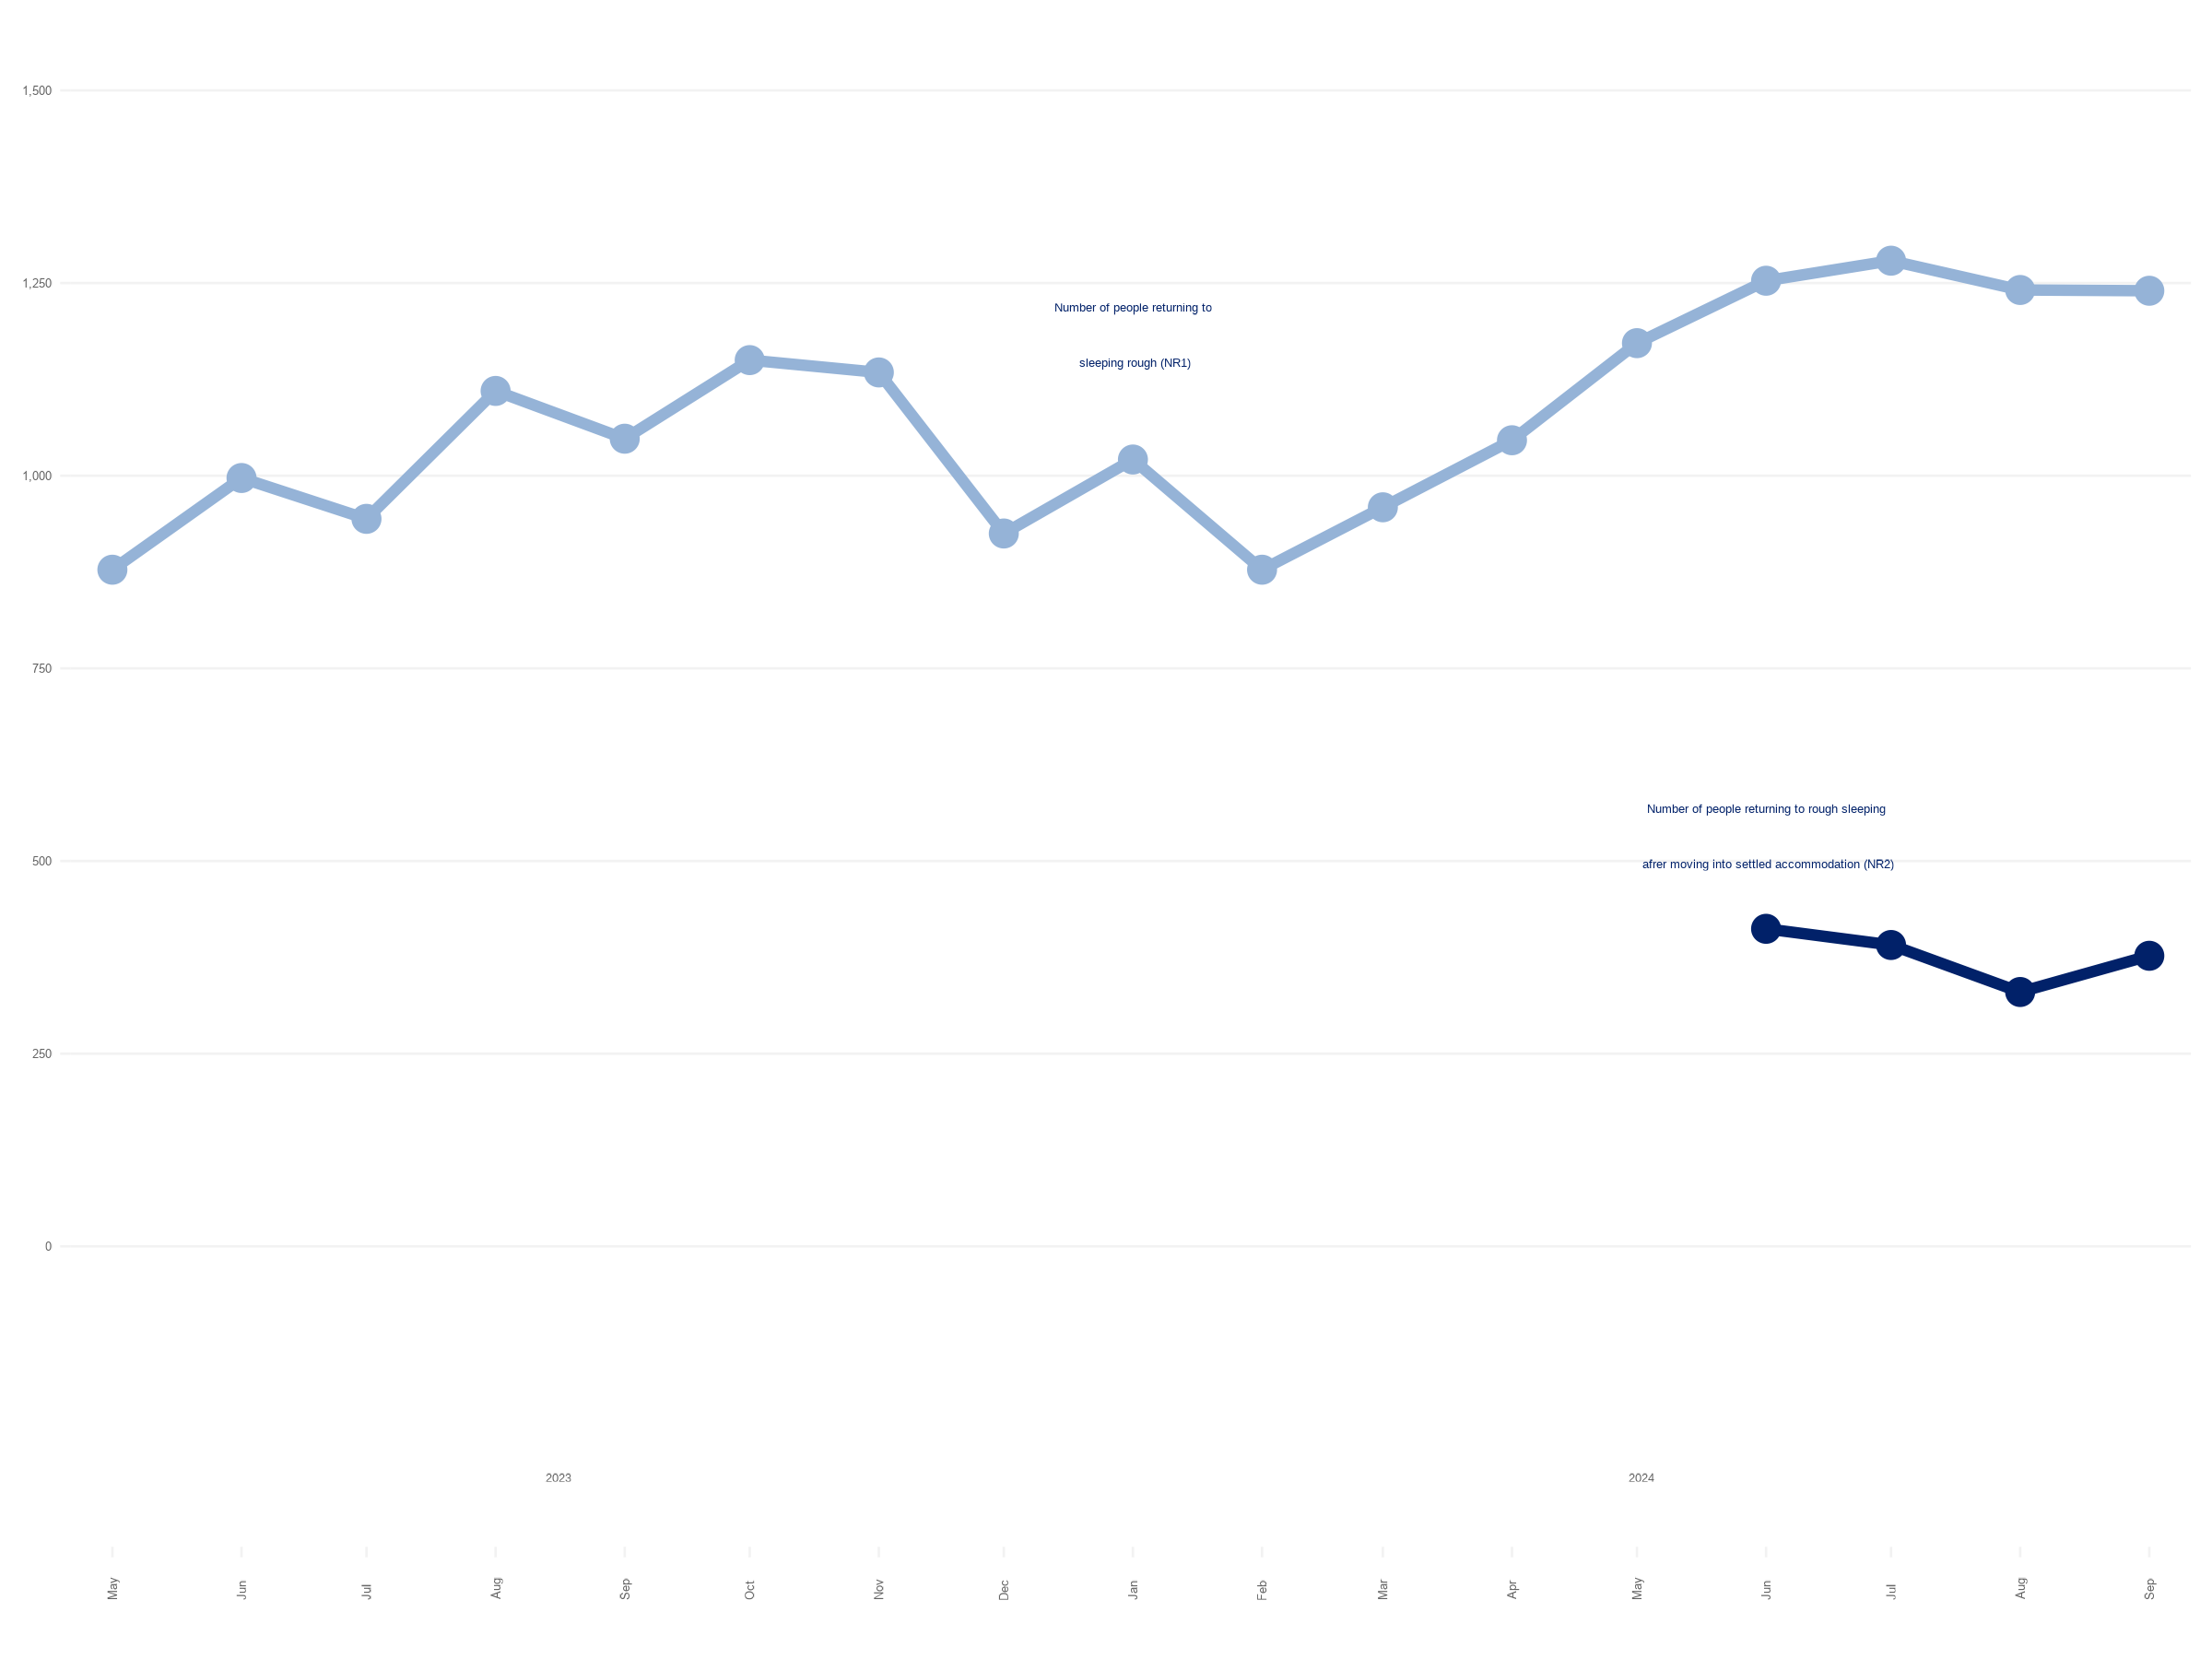 1,500
1,250
Number of people returning to
sleeping rough (NR1)
1,000
750
Number of people returning to rough sleeping
500
afrer moving into settled accommodation (NR2)
250
0
2023 2024
May Jun Jul Aug Sep Oct Nov Dec Jan Feb Mar Apr May Jun Jul Aug Sep